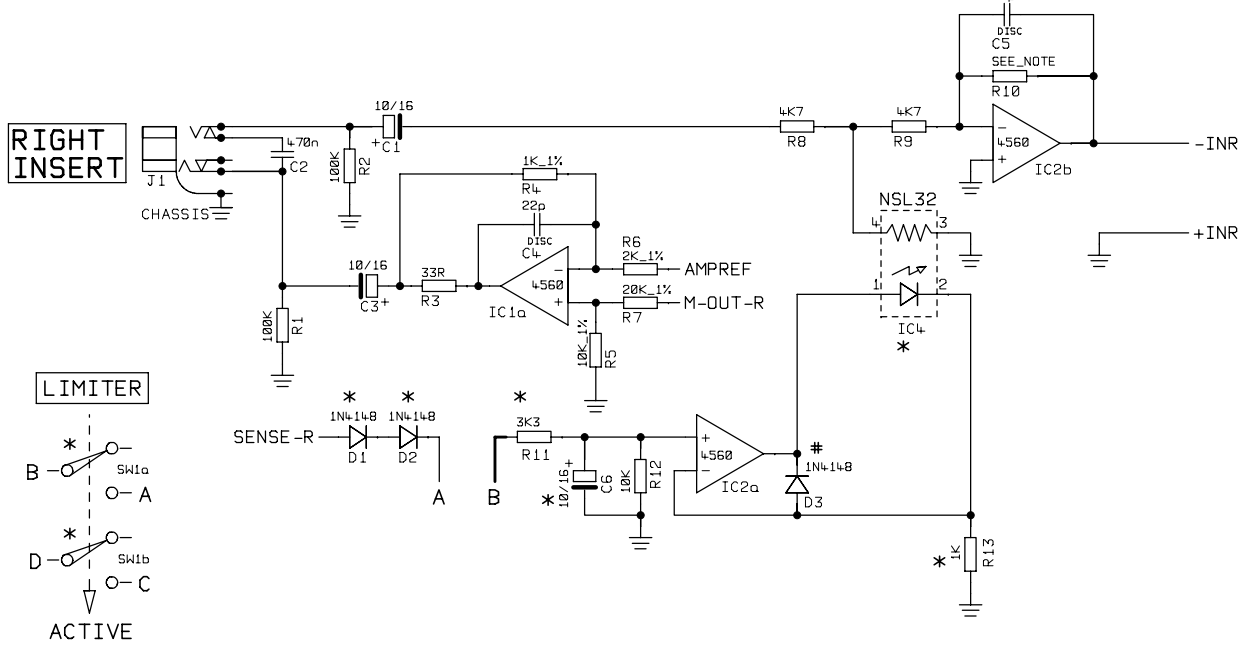 DISC
C5
SEE_NOTE
R10
RIGHT
INSERT
10/16
+
C1
4K7
R8
4K7
R9
4560
-
+
IC2b
-INR
470n
C2
100K
R2
J1
CHASSIS
1K_1%
R4
22p
DISC
C4
NSL32
4
3
1
2
IC4
*
+INR
10/16
C3
+
33R
R3
4560
-
+
IC1a
R6
2K_1%
AMPREF
20K_1%
R7
M-OUT-R
10K_1%
R5
100K
R1
LIMITER
*
B
SW1a
A
*
D
SW1b
C
ACTIVE
SENSE-R
*
1N4148
D1
*
1N4148
D2
A
*
3K3
R11
B
*
10/16
+
C6
10K
R12
4560
+
-
IC2a
#
1N4148
D3
*
1K
R13